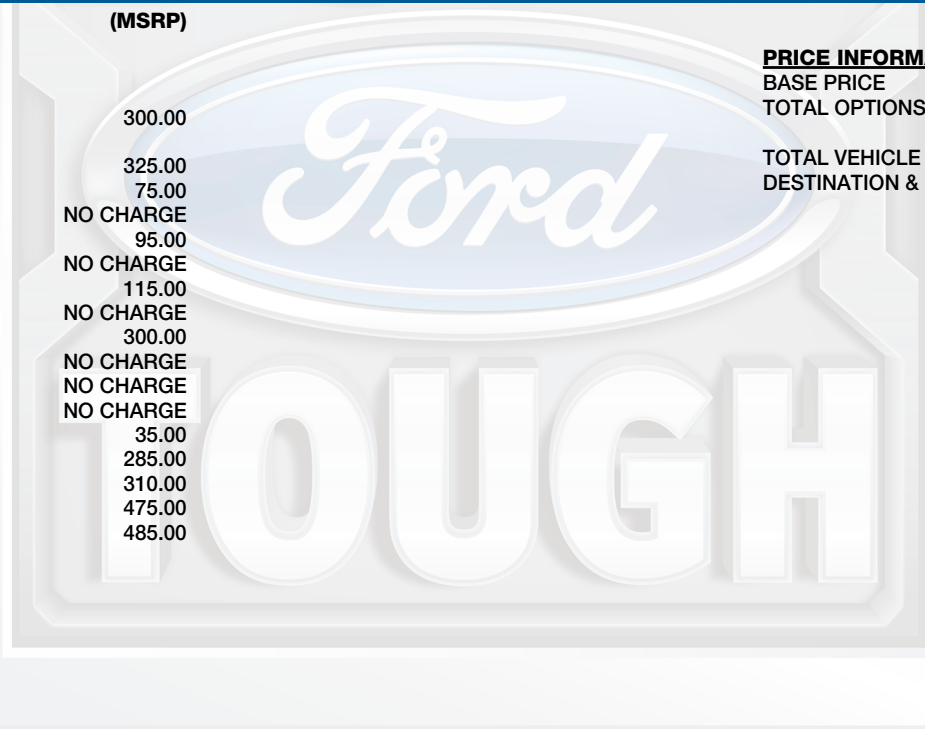 (MSRP)
300.00
325.00
75.00
NO CHARGE
95.00
NO CHARGE
115.00
NO CHARGE
300.00
NO CHARGE
NO CHARGE
NO CHARGE
35.00
285.00
310.00
475.00
485.00
PRICE INFORMA
BASE PRICE
TOTAL OPTIONS
TOTAL VEHICLE
DESTINATION &
Ford
TOUGH